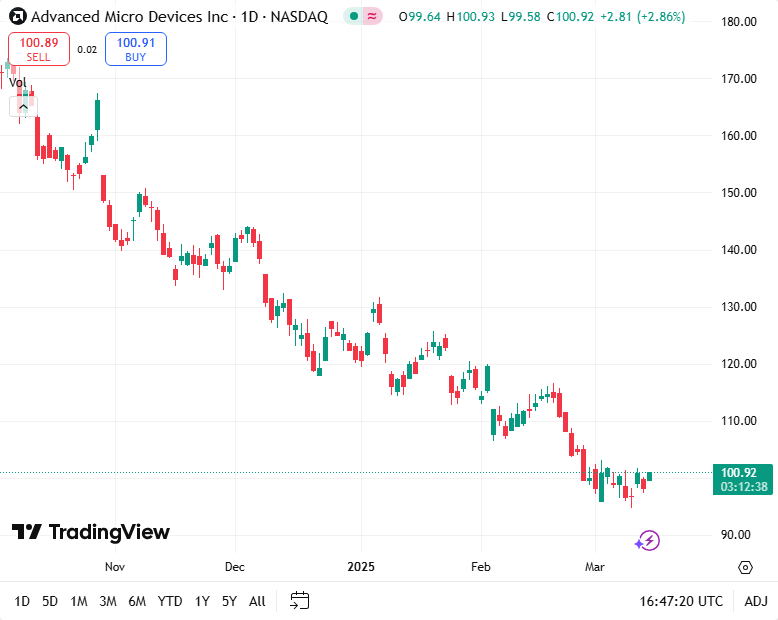 Advanced Micro Devices Inc · 1D · NASDAQ ≈ O99.64 H100.93 L99.58 C100.92 +2.81 (+2.86%)
100.89 0.02 100.91
SELL BUY
Vol
180.00
170.00
160.00
150.00
140.00
130.00
120.00
110.00
100.92
03:12:38
90.00
TradingView
Nov Dec 2025 Feb Mar
1D 5D 1M 3M 6M YTD 1Y 5Y All 16:47:20 UTC ADJ